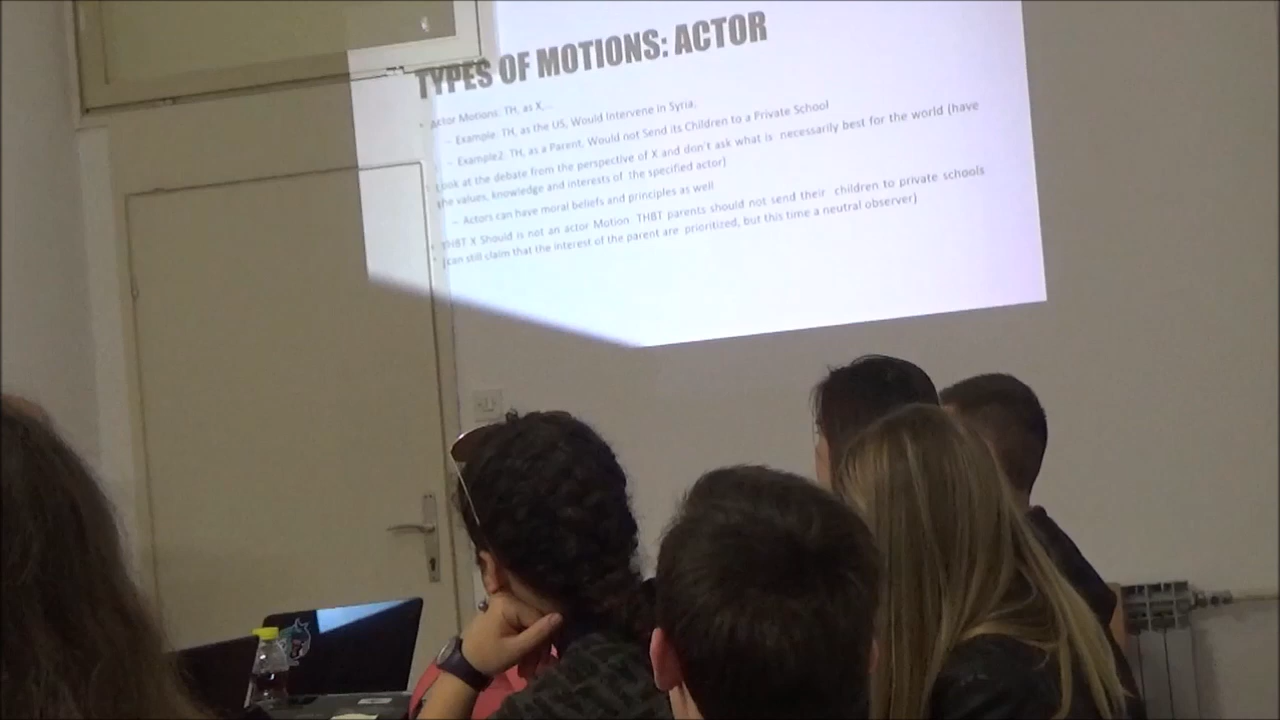 TYPES OF MOTIONS: ACTOR
Actor Motions: TH, as X,...
– Example: TH, as the US, Would Intervene in Syria;
– Example2: TH, as a Parent, Would not Send its Children to a Private School
Look at the debate from the perspective of X and don't ask what is necessarily best for the world (have
the values, knowledge and interests of the specified actor)
– Actors can have moral beliefs and principles as well
THBT X Should is not an actor Motion. THBT parents should not send their children to private schools
(can still claim that the interest of the parent are prioritized, but this time a neutral observer)